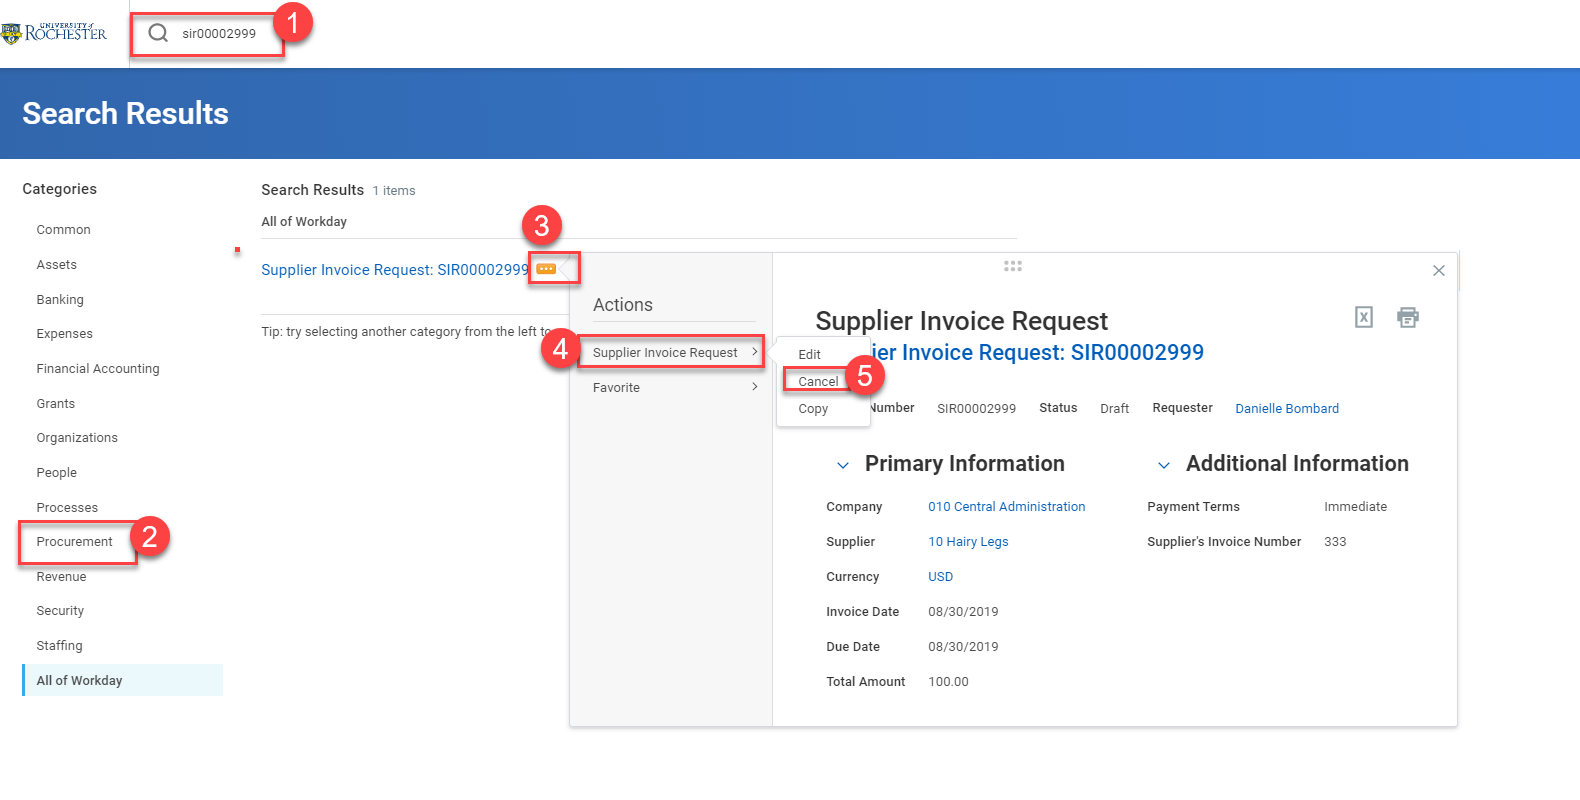 UNIVERSITY of
ROCHESTER
sir00002999
1
Search Results
Categories
Common
Assets
Banking
Expenses
Financial Accounting
Grants
Organizations
People
Processes
Procurement
2
Revenue
Security
Staffing
All of Workday
Search Results 1 items
All of Workday
3
Supplier Invoice Request: SIR00002999
Tip: try selecting another category from the left to
Actions
4
Supplier Invoice Request
Favorite
Edit
Cancel
5
Copy
Supplier Invoice Request
ier Invoice Request: SIR00002999
Number SIR00002999 Status Draft Requester Danielle Bombard
Primary Information
Company 010 Central Administration
Supplier 10 Hairy Legs
Currency USD
Invoice Date 08/30/2019
Due Date 08/30/2019
Total Amount 100.00
Additional Information
Payment Terms Immediate
Supplier's Invoice Number 333